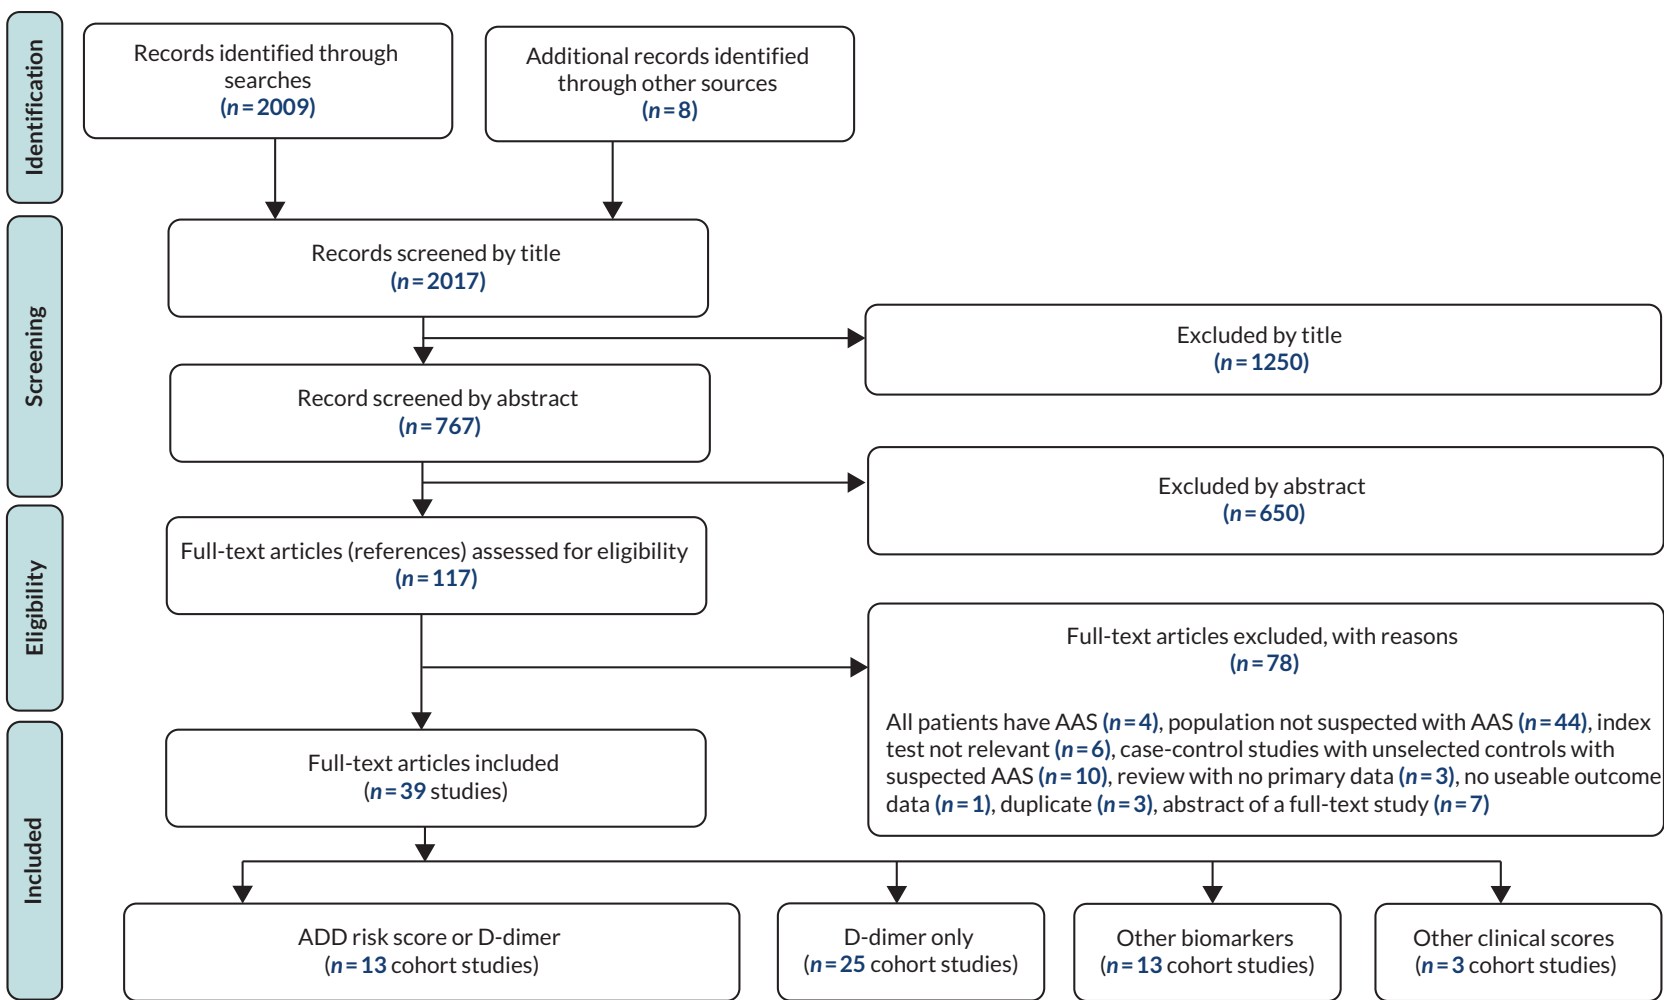 Identification
Records identified through
searches
(n=2009)
Additional records identified
through other sources
(n=8)
Screening
Records screened by title
(n=2017)
Excluded by title
(n=1250)
Record screened by abstract
(n=767)
Excluded by abstract
(n=650)
Eligibility
Full-text articles (references) assessed for eligibility
(n=117)
Full-text articles excluded, with reasons
(n=78)
All patients have AAS (n=4), population not suspected with AAS (n=44), index
test not relevant (n=6), case-control studies with unselected controls with
suspected AAS (n=10), review with no primary data (n=3), no useable outcome
data (n=1), duplicate (n=3), abstract of a full-text study (n=7)
Included
Full-text articles included
(n=39 studies)
ADD risk score or D-dimer
(n=13 cohort studies)
D-dimer only
(n=25 cohort studies)
Other biomarkers
(n=13 cohort studies)
Other clinical scores
(n=3 cohort studies)